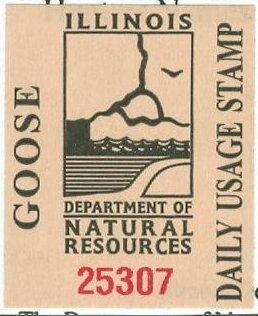 ILLINOIS
GOOSE
DAILY USAGE STAMP
DEPARTMENT OF
NATURAL
RESOURCES
25307